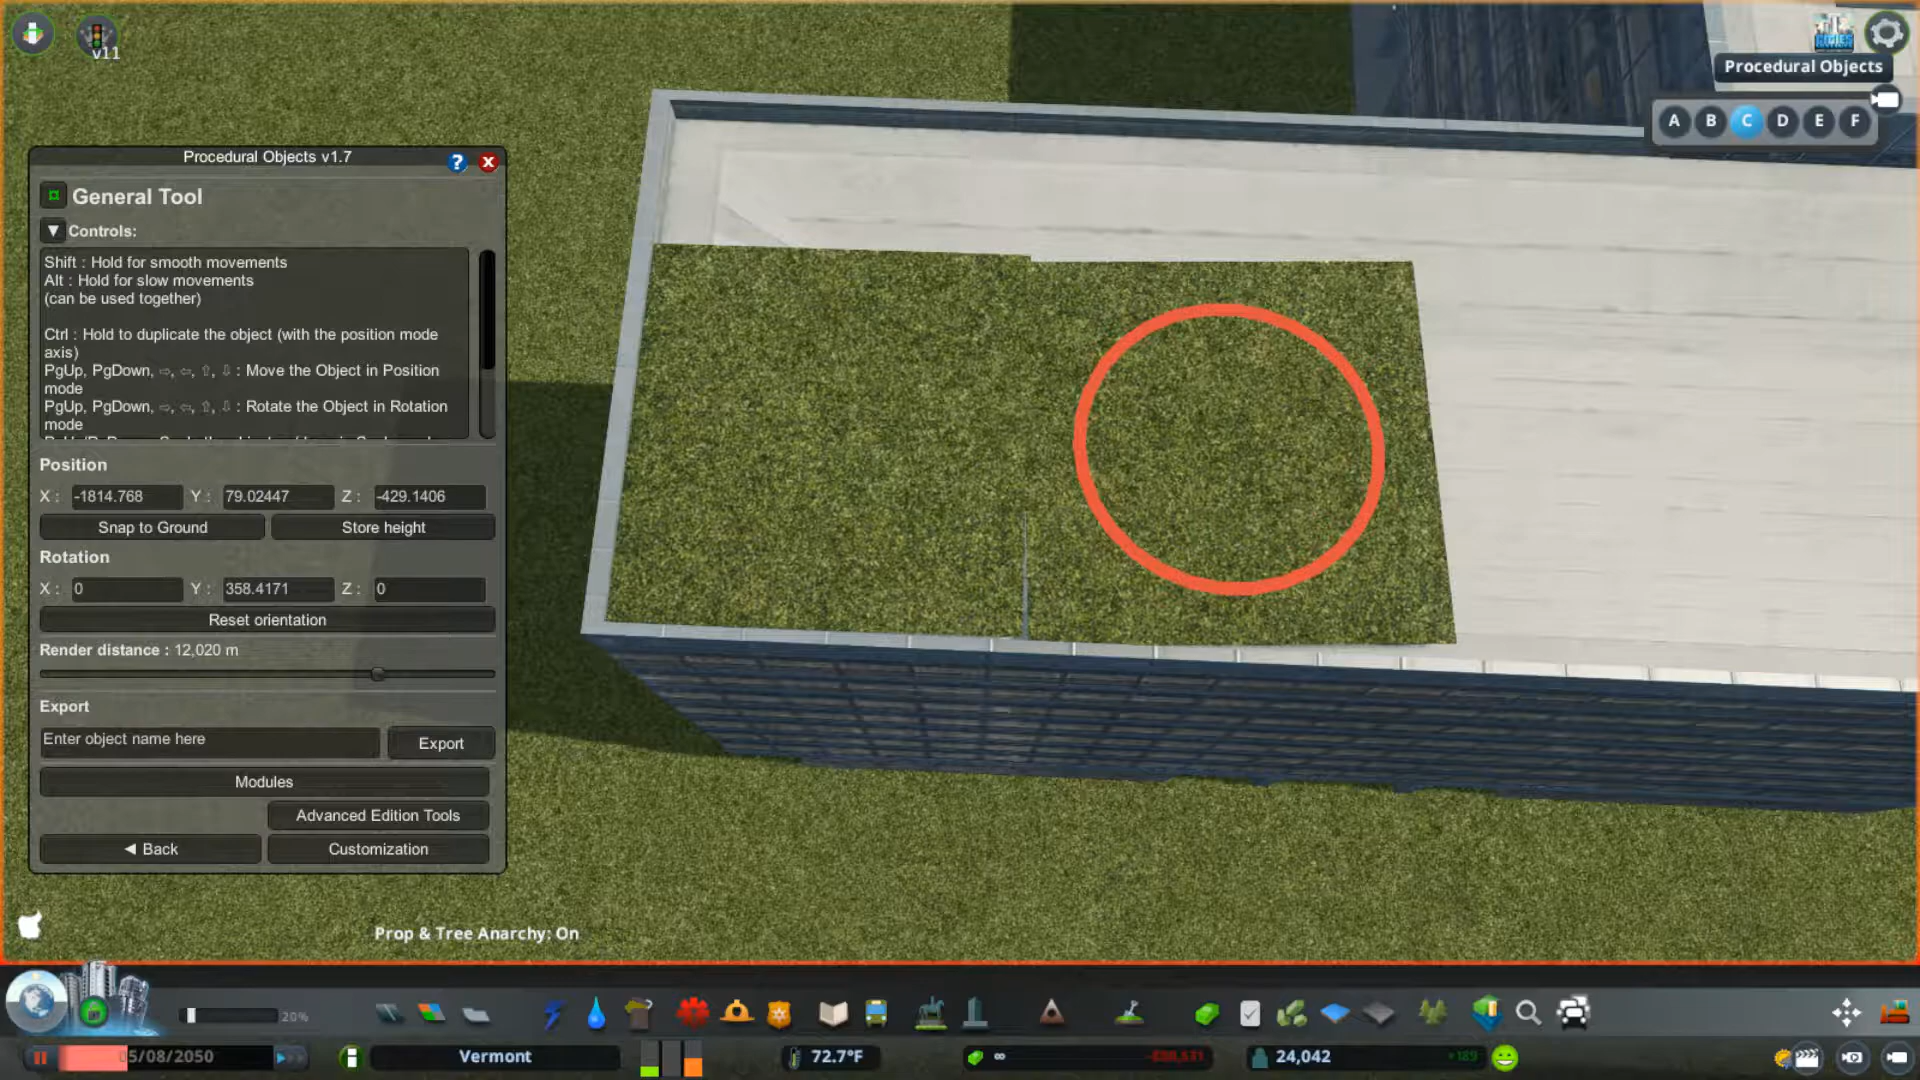 v11
Procedural Objects
A B C D E F
Procedural Objects v1.7
?
General Tool
Controls:
Shift : Hold for smooth movements
Alt : Hold for slow movements
(can be used together)
Ctrl : Hold to duplicate the object (with the position mode
axis)
PgUp, PgDown, ⇨, ⇦, ⇧, ⇩ : Move the Object in Position
mode
PgUp, PgDown, ⇨, ⇦, ⇧, ⇩ : Rotate the Object in Rotation
mode
Position
X : -1814.768 Y : 79.02447 Z : -429.1406
Snap to Ground Store height
Rotation
X : 0 Y : 358.4171 Z : 0
Reset orientation
Render distance : 12,020 m
Export
Enter object name here Export
Modules
Advanced Edition Tools
◄ Back Customization
Prop & Tree Anarchy: On
20%
5/08/2050 Vermont 72.7°F ∞ 24,042 +189